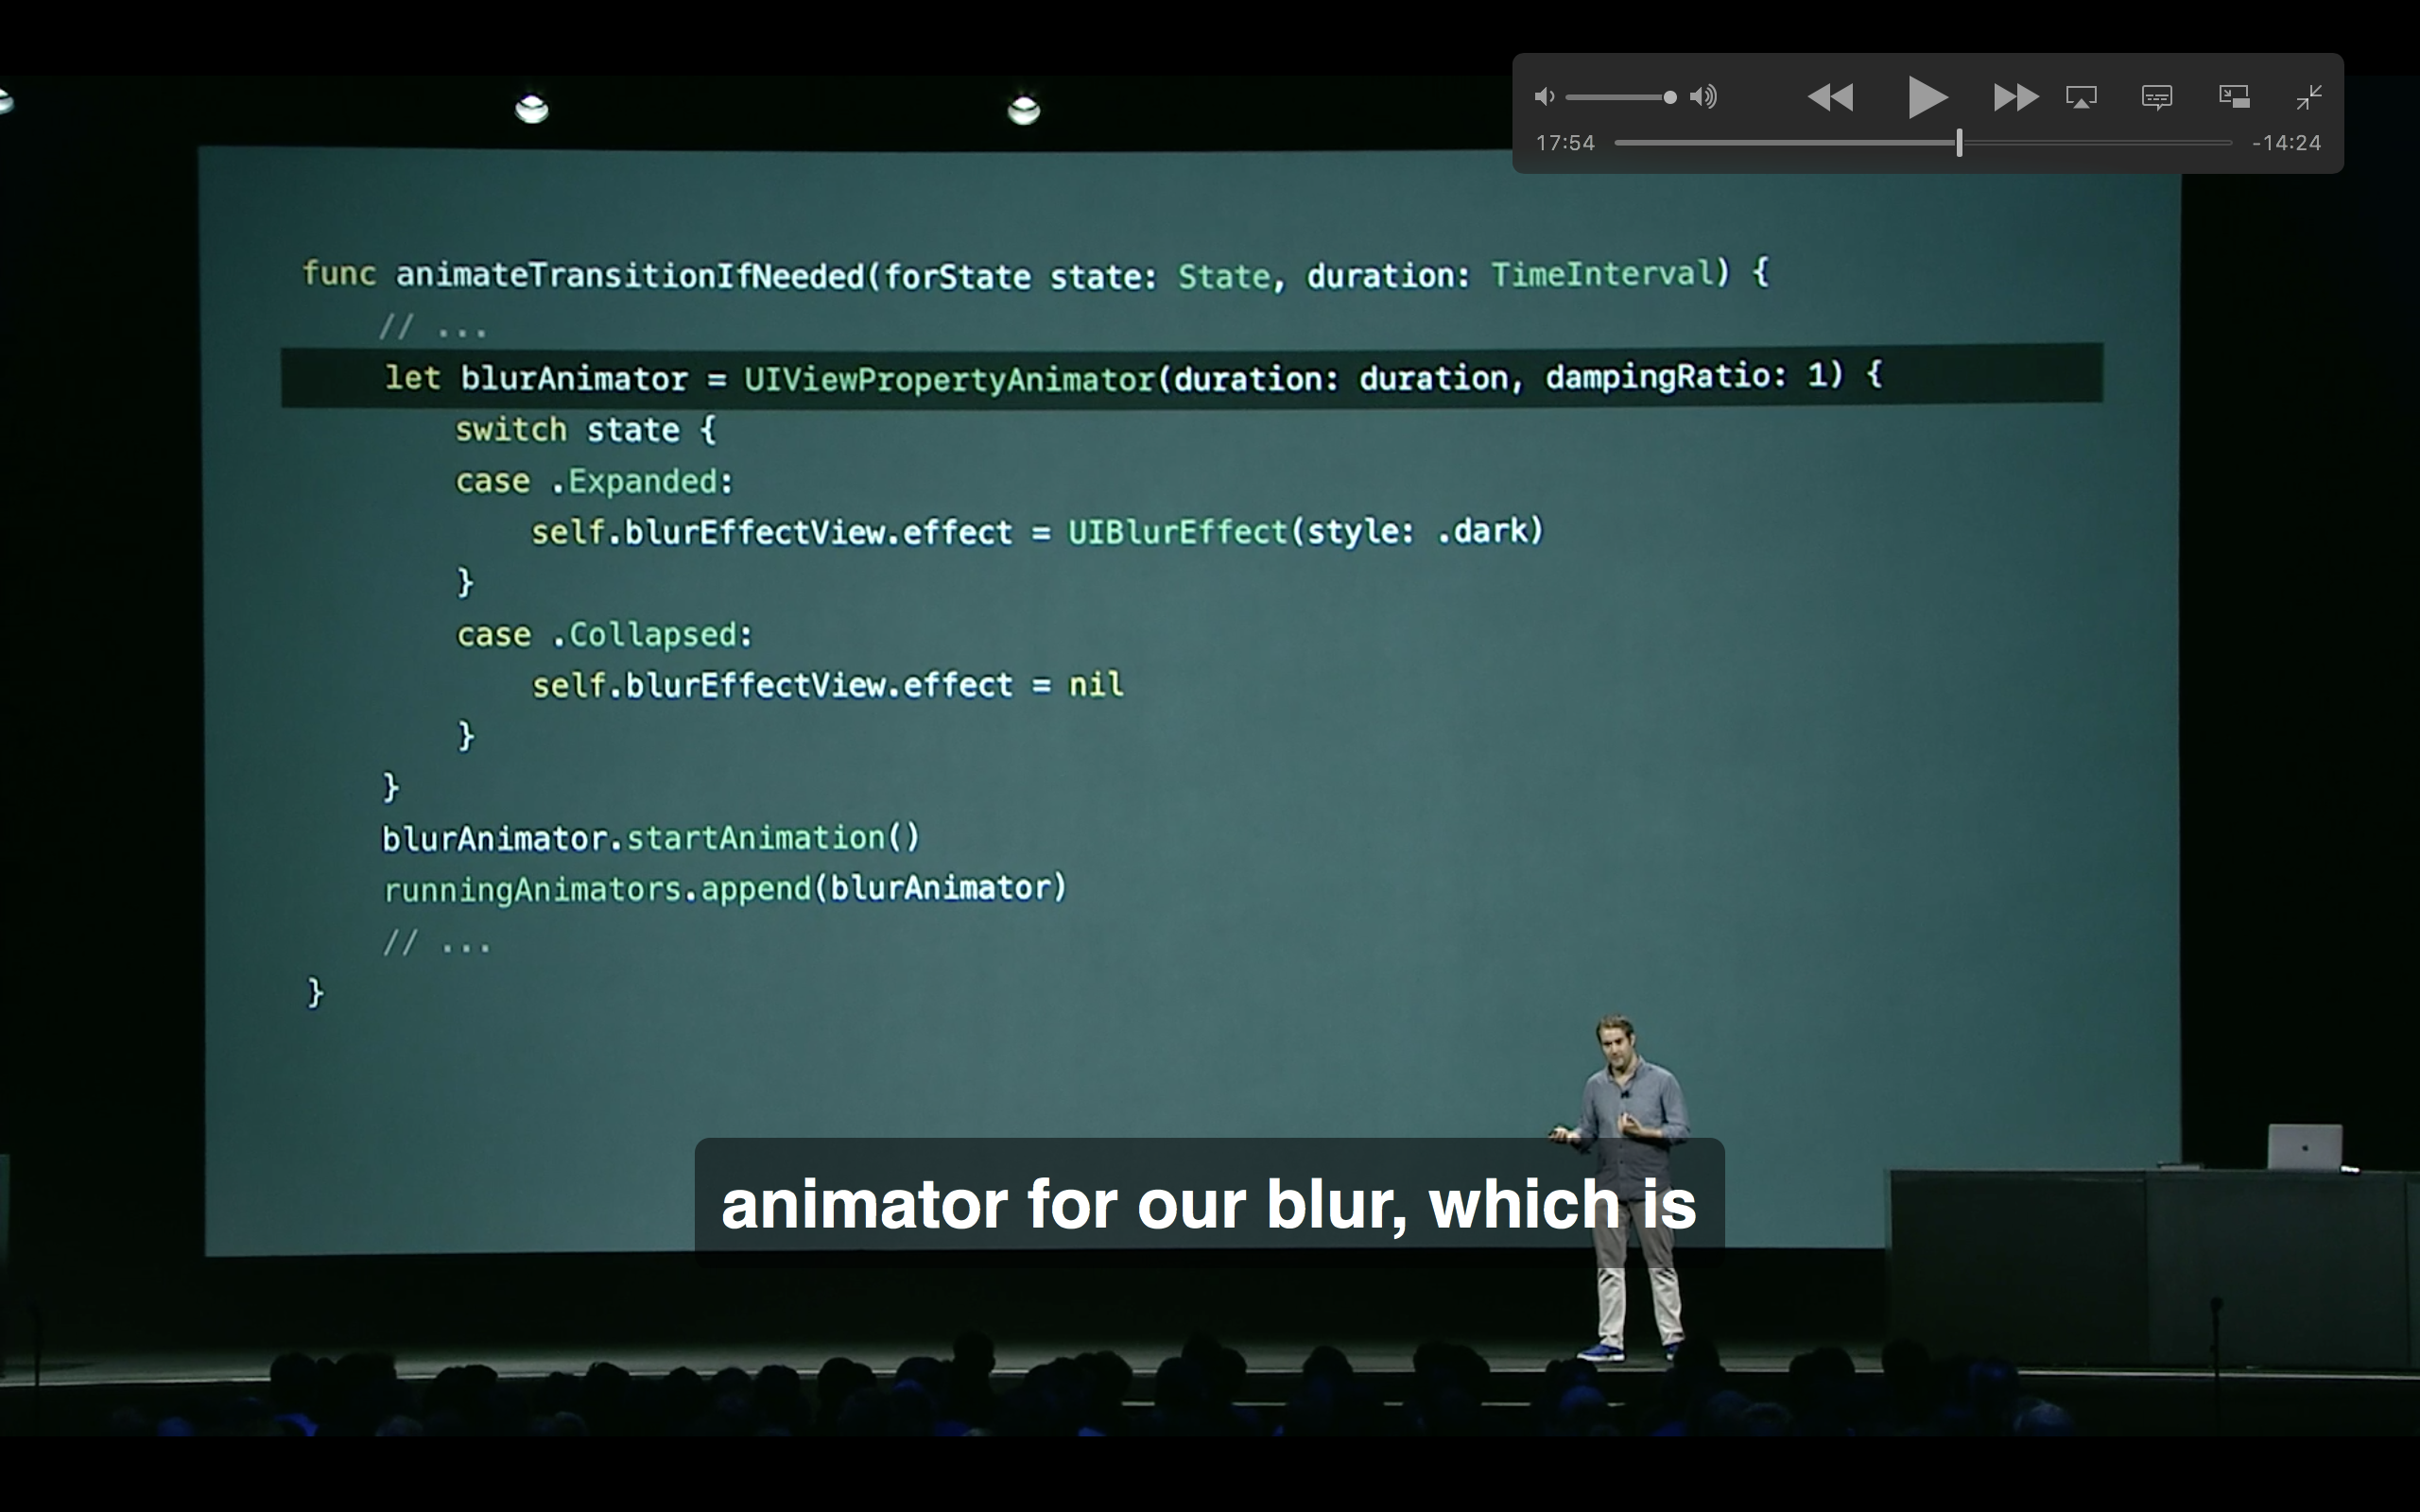 17:54
-14:24
func animateTransitionIfNeeded(forState state: State, duration: TimeInterval) {
// ...
let blurAnimator = UIViewPropertyAnimator(duration: duration, dampingRatio: 1) {
switch state {
case .Expanded:
self.blurEffectView.effect = UIBlurEffect(style: .dark)
}
case .Collapsed:
self.blurEffectView.effect = nil
}
}
blurAnimator.startAnimation()
runningAnimators.append(blurAnimator)
// ...
}
animator for our blur, which is